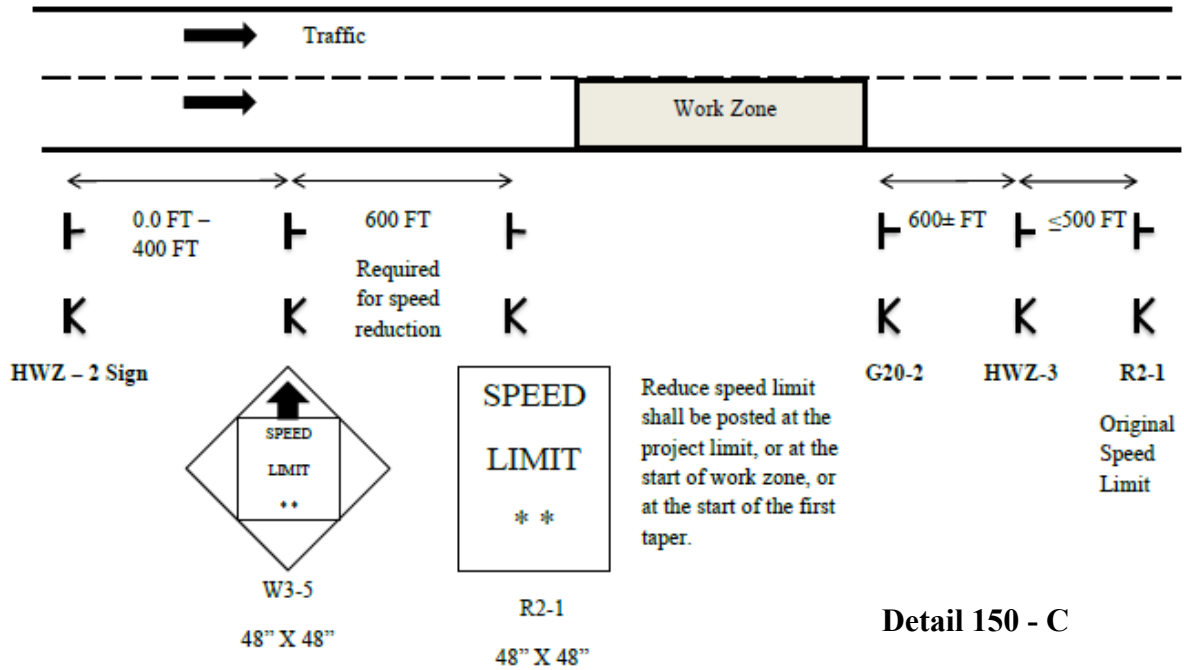 Traffic
Work Zone
0.0 FT –
400 FT
600 FT
Required
for speed
reduction
600± FT
≤500 FT
HWZ – 2 Sign
G20-2
HWZ-3
R2-1
Original
Speed
Limit
SPEED
LIMIT
**
W3-5
48” X 48”
SPEED
LIMIT
* *
R2-1
48” X 48”
Reduce speed limit
shall be posted at the
project limit, or at the
start of work zone, or
at the start of the first
taper.
Detail 150 - C